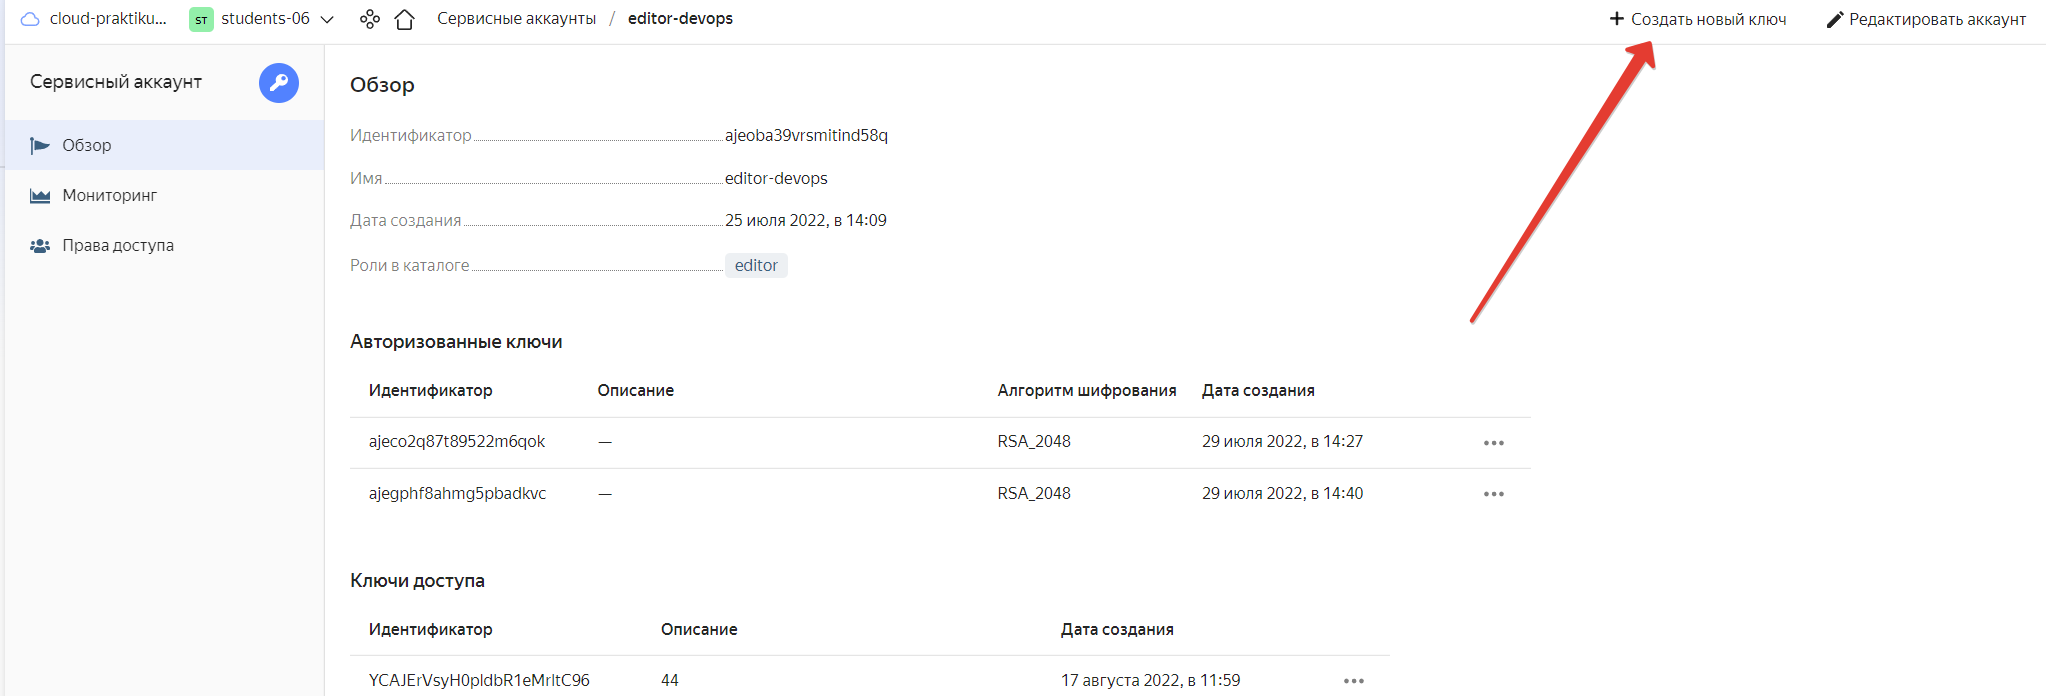 cloud-praktiku... ST students-06 Сервисные аккаунты / editor-devops + Создать новый ключ Редактировать аккаунт
Сервисный аккаунт
Обзор
Мониторинг
Права доступа
Обзор
Идентификатор ajeoba39vrsmitind58q
Имя editor-devops
Дата создания 25 июля 2022, в 14:09
Роли в каталоге editor
Авторизованные ключи
Идентификатор Описание Алгоритм шифрования Дата создания
ajeco2q87t89522m6qok — RSA_2048 29 июля 2022, в 14:27
ajegphf8ahmg5pbadkvc — RSA_2048 29 июля 2022, в 14:40
Ключи доступа
Идентификатор Описание Дата создания
YCAJErVsyH0pldbR1eMrltC96 44 17 августа 2022, в 11:59